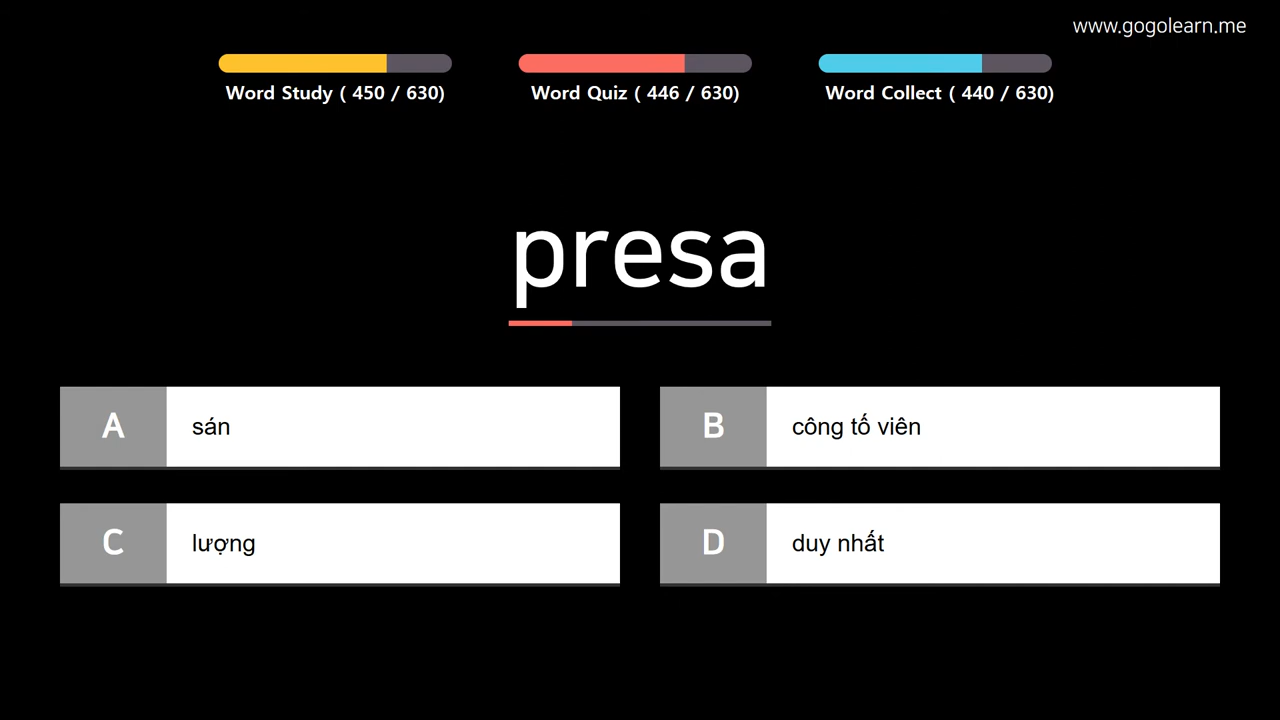 www.gogolearn.me
Word Study ( 450 / 630)
Word Quiz ( 446 / 630)
Word Collect ( 440 / 630)
presa
A sán
B công tố viên
C lượng
D duy nhất